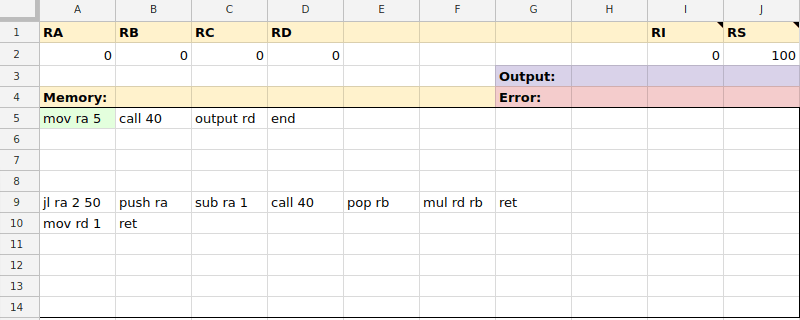 A B C D E F G H I J
1 RA RB RC RD RI RS
2 0 0 0 0 0 100
3 Output:
4 Memory: Error:
5 mov ra 5 call 40 output rd end
6
7
8
9 jl ra 2 50 push ra sub ra 1 call 40 pop rb mul rd rb ret
10 mov rd 1 ret
11
12
13
14